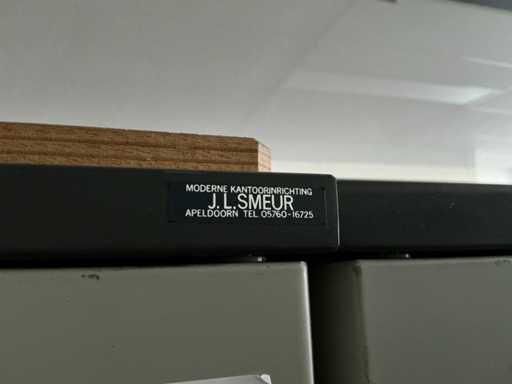 MODERNE KANTOORINRICHTING
J.L.SMEUR
APELDOORN TEL. 05760-16725